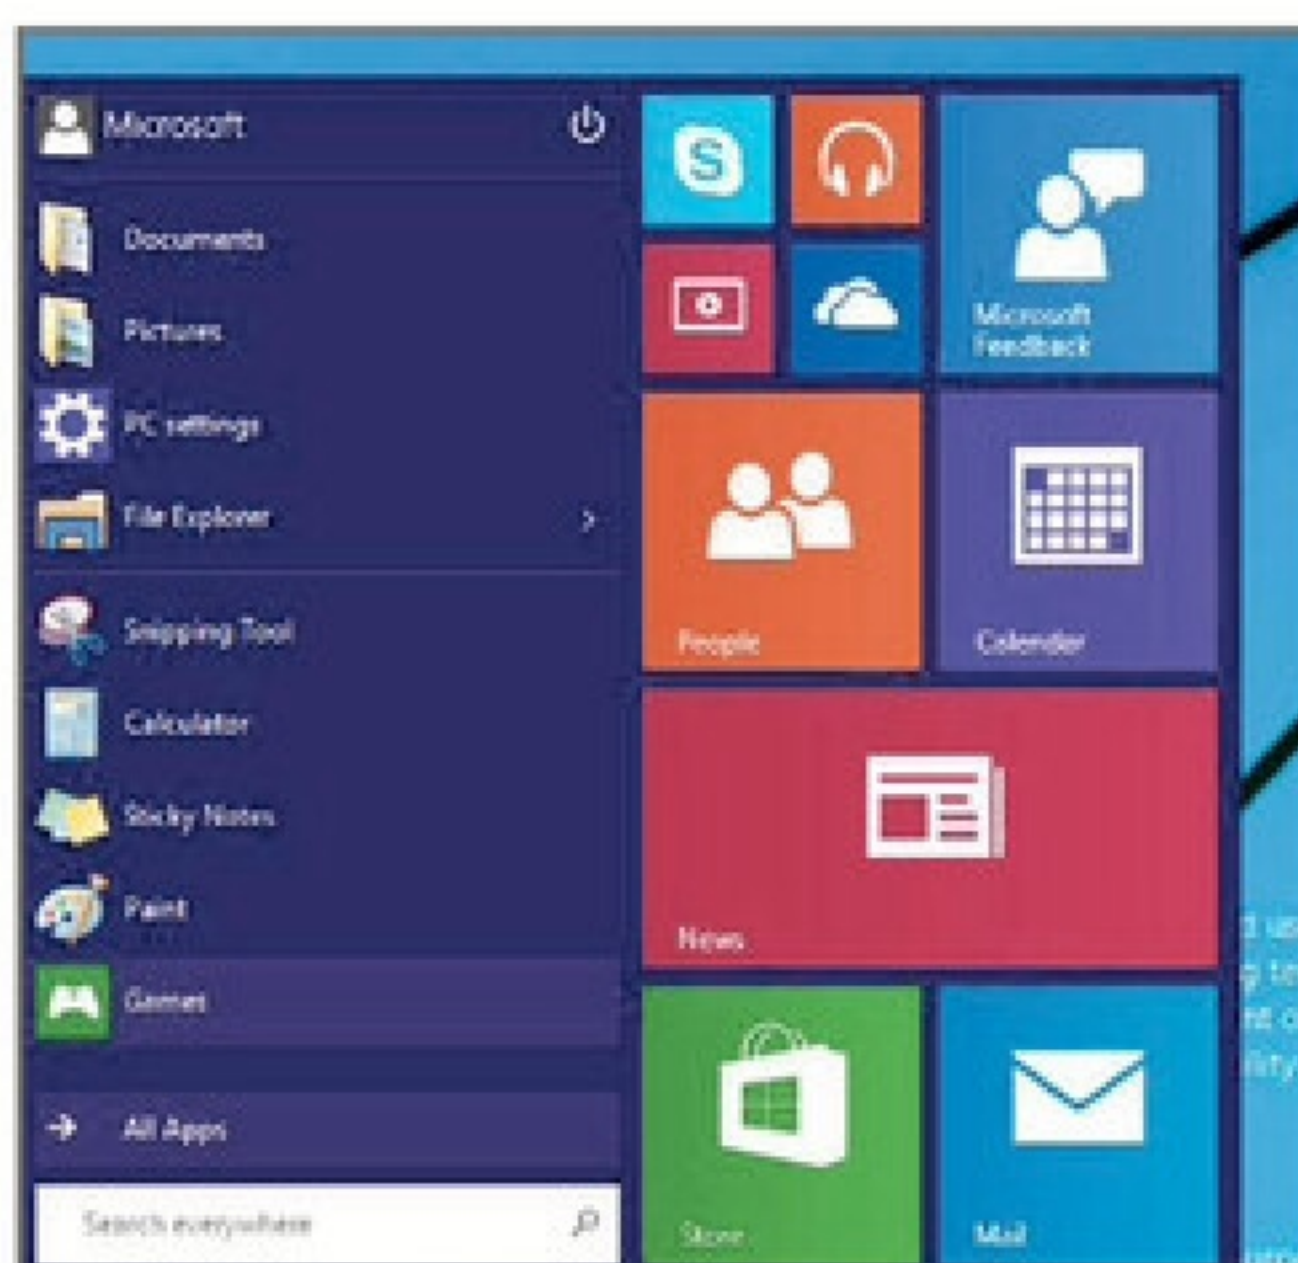 Microsoft
Documents
Pictures
PC settings
File Explorer
Snipping Tool
Calculator
Sticky Notes
Paint
Games
All Apps
Search everywhere
S
Microsoft
Feedback
People
Calender
News
Store
Mail